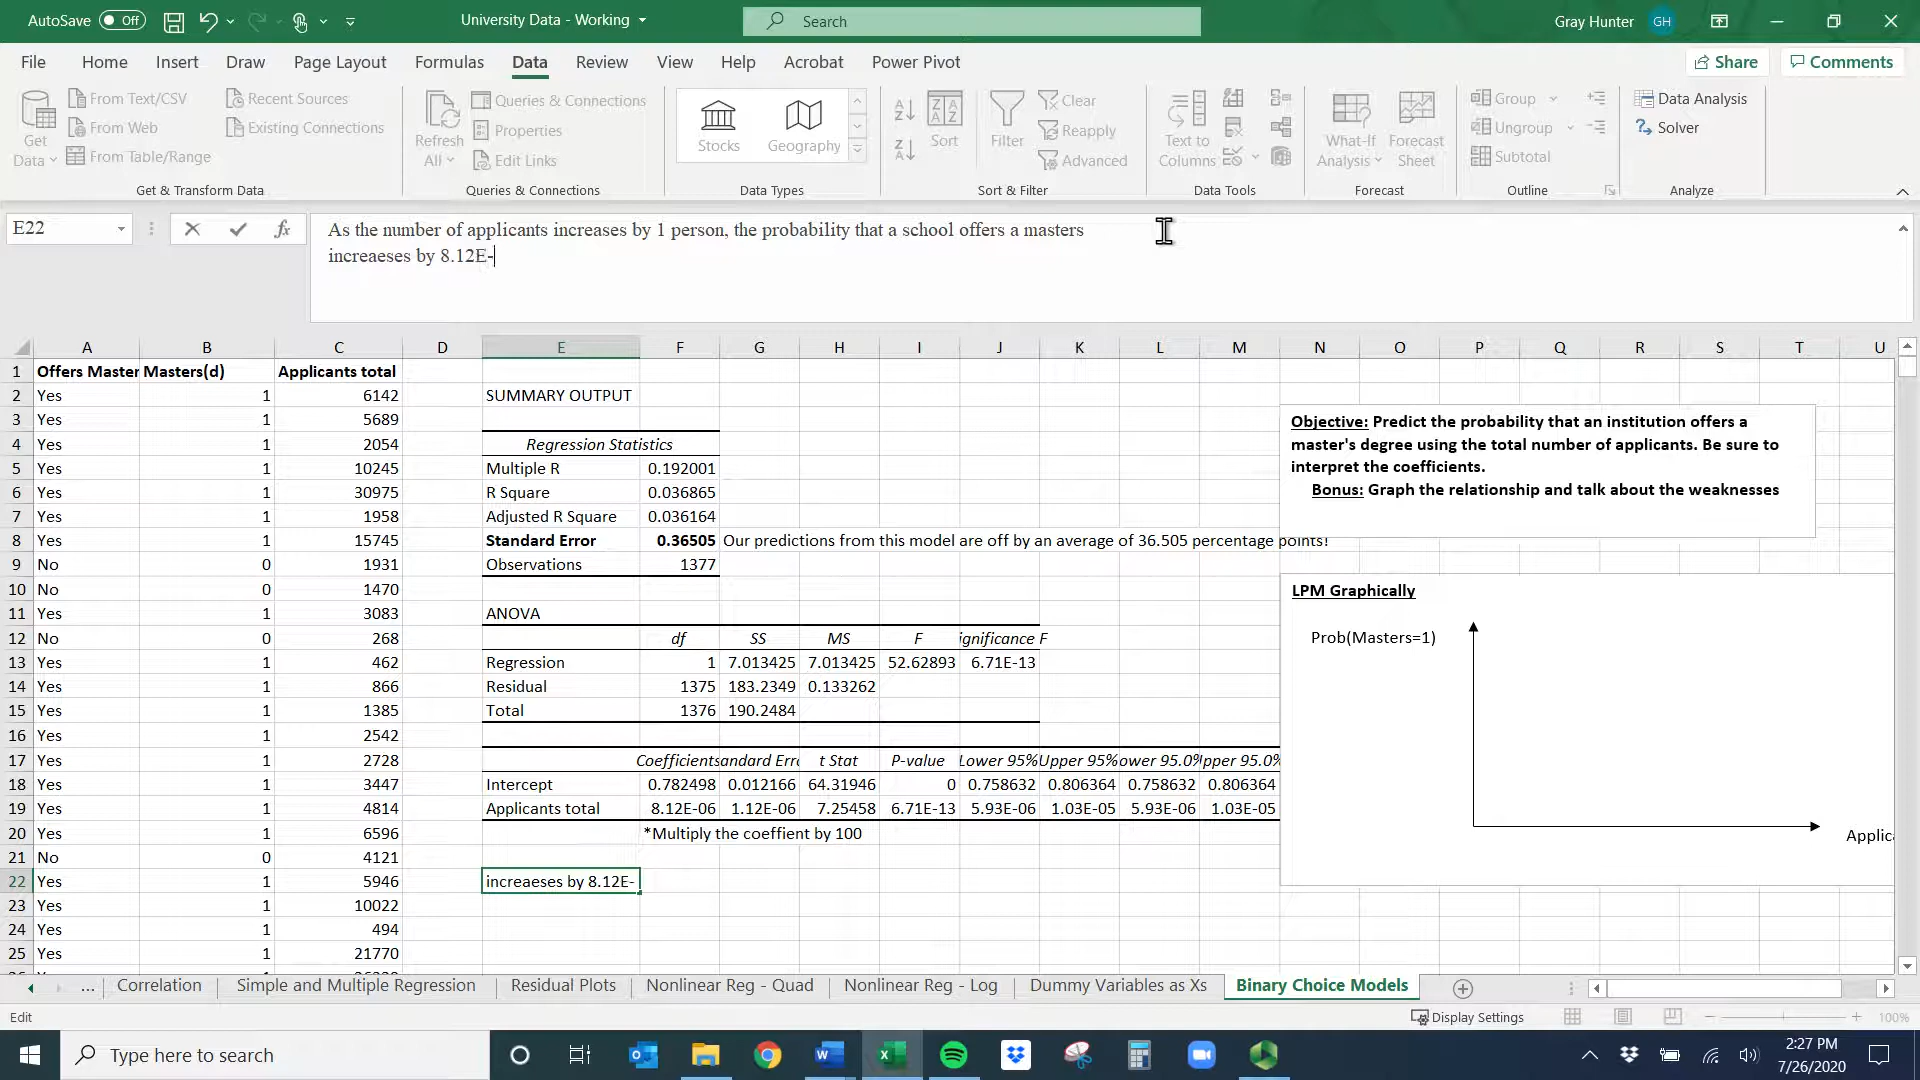 AutoSave Off University Data - Working Search Gray Hunter GH
File Home Insert Draw Page Layout Formulas Data Review View Help Acrobat Power Pivot Share Comments
Get Data
From Text/CSV
From Web
From Table/Range
Recent Sources
Existing Connections
Get & Transform Data
Refresh All
Queries & Connections
Properties
Edit Links
Queries & Connections
Stocks Geography
Data Types
Sort Filter
Clear
Reapply
Advanced
Sort & Filter
Text to Columns
Data Tools
What-If Analysis
Forecast Sheet
Forecast
Group
Ungroup
Subtotal
Outline
Data Analysis
Solver
Analyze
E22 fx
As the number of applicants increases by 1 person, the probability that a school offers a masters
increaeses by 8.12E-
A B C D E F G H I J K L M N O P Q R S T U
1 Offers Master Masters(d) Applicants total
2 Yes 1 6142 SUMMARY OUTPUT
3 Yes 1 5689
4 Yes 1 2054 Regression Statistics
5 Yes 1 10245 Multiple R 0.192001
6 Yes 1 30975 R Square 0.036865
7 Yes 1 1958 Adjusted R Square 0.036164
8 Yes 1 15745 Standard Error 0.36505 Our predictions from this model are off by an average of 36.505 percentage points!
9 No 0 1931 Observations 1377
10 No 0 1470
11 Yes 1 3083 ANOVA
12 No 0 268 df SS MS F ignificance F
13 Yes 1 462 Regression 1 7.013425 7.013425 52.62893 6.71E-13
14 Yes 1 866 Residual 1375 183.2349 0.133262
15 Yes 1 1385 Total 1376 190.2484
16 Yes 1 2542
17 Yes 1 2728 Coefficients andard Erro t Stat P-value Lower 95% Upper 95% ower 95.0% pper 95.0%
18 Yes 1 3447 Intercept 0.782498 0.012166 64.31946 0 0.758632 0.806364 0.758632 0.806364
19 Yes 1 4814 Applicants total 8.12E-06 1.12E-06 7.25458 6.71E-13 5.93E-06 1.03E-05 5.93E-06 1.03E-05
20 Yes 1 6596 *Multiply the coeffient by 100
21 No 0 4121
22 Yes 1 5946 increaeses by 8.12E-
23 Yes 1 10022
24 Yes 1 494
25 Yes 1 21770
Objective: Predict the probability that an institution offers a
master's degree using the total number of applicants. Be sure to
interpret the coefficients.
Bonus: Graph the relationship and talk about the weaknesses
LPM Graphically
Prob(Masters=1)
Applica
... Correlation Simple and Multiple Regression Residual Plots Nonlinear Reg - Quad Nonlinear Reg - Log Dummy Variables as Xs Binary Choice Models
Edit Display Settings 100%
Type here to search 2:27 PM
7/26/2020